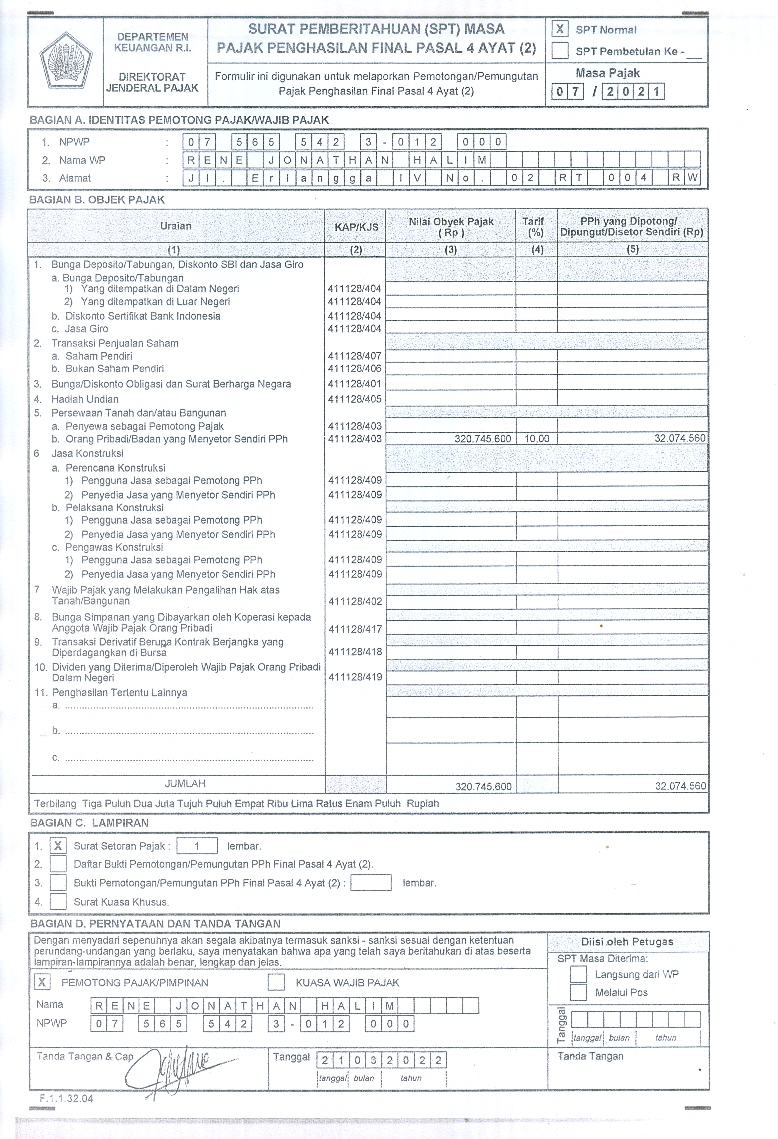 DEPARTEMEN
KEUANGAN R.I.
DIREKTORAT
JENDERAL PAJAK
SURAT PEMBERITAHUAN (SPT) MASA
PAJAK PENGHASILAN FINAL PASAL 4 AYAT (2)
Formulir ini digunakan untuk melaporkan Pemotongan/Pemungutan
Pajak Penghasilan Final Pasal 4 Ayat (2)
X SPT Normal
SPT Pembetulan Ke - __
Masa Pajak
07 / 2021
BAGIAN A. IDENTITAS PEMOTONG PAJAK/WAJIB PAJAK
1. NPWP : 07 565 542 3-012 000
2. Nama WP : RENE JONATHAN HALIM
3. Alamat : Jl. Erlangga IV No. 02 RT 004 RW
BAGIAN B. OBJEK PAJAK
Uraian KAP/KJS Nilai Obyek Pajak ( Rp ) Tarif (%) PPh yang Dipotong/ Dipungut/Disetor Sendiri (Rp)
(1) (2) (3) (4) (5)
1. Bunga Deposito/Tabungan, Diskonto SBI dan Jasa Giro
a. Bunga Deposito/Tabungan
1) Yang ditempatkan di Dalam Negeri 411128/404
2) Yang ditempatkan di Luar Negeri 411128/404
b. Diskonto Sertifikat Bank Indonesia 411128/404
c. Jasa Giro 411128/404
2. Transaksi Penjualan Saham
a. Saham Pendiri 411128/407
b. Bukan Saham Pendiri 411128/406
3. Bunga/Diskonto Obligasi dan Surat Berharga Negara 411128/401
4. Hadiah Undian 411128/405
5. Persewaan Tanah dan/atau Bangunan
a. Penyewa sebagai Pemotong Pajak 411128/403
b. Orang Pribadi/Badan yang Menyetor Sendiri PPh 411128/403 320.745.600 10,00 32.074.560
6 Jasa Konstruksi
a. Perencana Konstruksi
1) Pengguna Jasa sebagai Pemotong PPh 411128/409
2) Penyedia Jasa yang Menyetor Sendiri PPh 411128/409
b. Pelaksana Konstruksi
1) Pengguna Jasa sebagai Pemotong PPh 411128/409
2) Penyedia Jasa yang Menyetor Sendiri PPh 411128/409
c. Pengawas Konstruksi
1) Pengguna Jasa sebagai Pemotong PPh 411128/409
2) Penyedia Jasa yang Menyetor Sendiri PPh 411128/409
7 Wajib Pajak yang Melakukan Pengalihan Hak atas
Tanah/Bangunan 411128/402
8. Bunga Simpanan yang Dibayarkan oleh Koperasi kepada
Anggota Wajib Pajak Orang Pribadi 411128/417
9. Transaksi Derivatif Berupa Kontrak Berjangka yang
Diperdagangkan di Bursa 411128/418
10. Dividen yang Diterima/Diperoleh Wajib Pajak Orang Pribadi
Dalam Negeri 411128/419
11. Penghasilan Tertentu Lainnya
a. ....................
b. ....................
c. ....................
JUMLAH 320.745.600 32.074.560
Terbilang Tiga Puluh Dua Juta Tujuh Puluh Empat Ribu Lima Ratus Enam Puluh Rupiah
BAGIAN C. LAMPIRAN
1. X Surat Setoran Pajak : 1 lembar.
2. Daftar Bukti Pemotongan/Pemungutan PPh Final Pasal 4 Ayat (2).
3. Bukti Pemotongan/Pemungutan PPh Final Pasal 4 Ayat (2) : lembar.
4. Surat Kuasa Khusus.
BAGIAN D. PERNYATAAN DAN TANDA TANGAN
Dengan menyadari sepenuhnya akan segala akibatnya termasuk sanksi - sanksi sesuai dengan ketentuan
perundang-undangan yang berlaku, saya menyatakan bahwa apa yang telah saya beritahukan di atas beserta
lampiran-lampirannya adalah benar, lengkap dan jelas.
X PEMOTONG PAJAK/PIMPINAN KUASA WAJIB PAJAK
Nama RENE JONATHAN HALIM
NPWP 07 565 542 3-012 000
Tanda Tangan & Cap
Tanggal 21032022
tanggal bulan tahun
Diisi oleh Petugas
SPT Masa Diterima:
Langsung dari WP
Melalui Pos
Tanggal
tanggal bulan tahun
Tanda Tangan
F.1.1.32.04